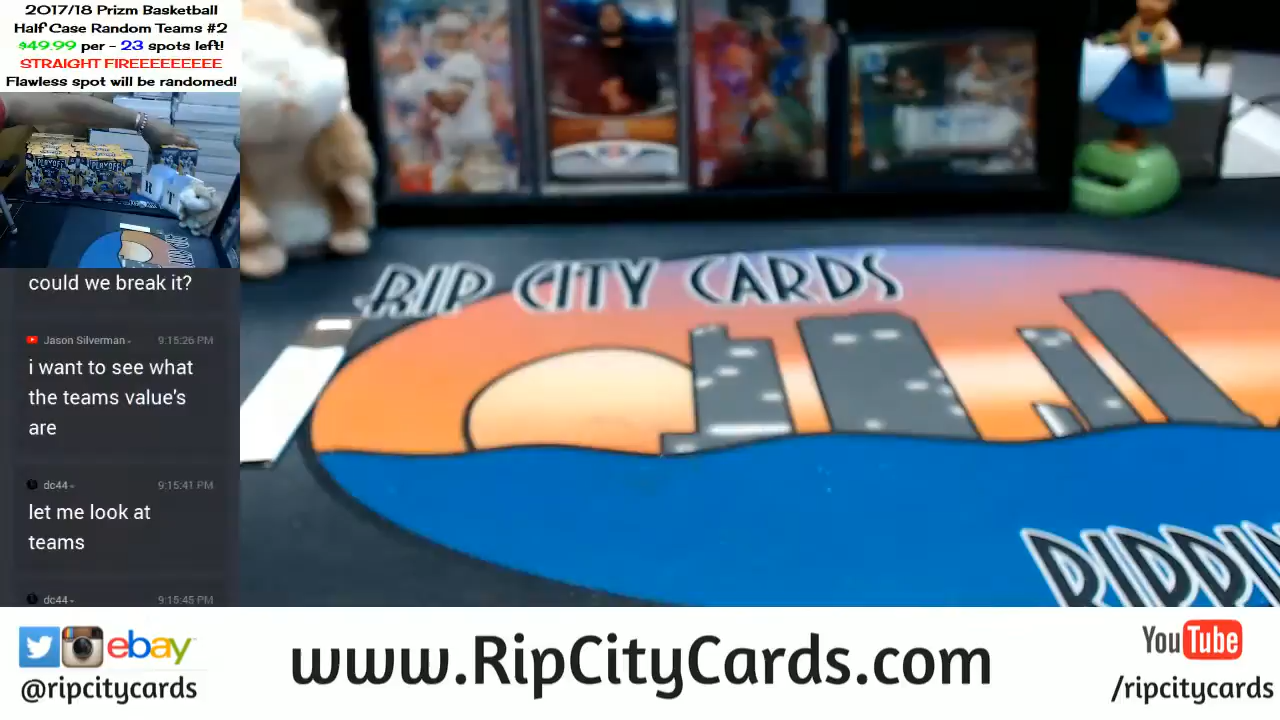 2017/18 Prizm Basketball
Half Case Random Teams #2
$49.99 per - 23 spots left!
STRAIGHT FIREEEEEEEEE
Flawless spot will be randomed!
PLAYOFF
R T
could we break it?
Jason Silverman
9:15:26 PM
i want to see what
the teams value's
are
dc44
9:15:41 PM
let me look at
teams
dc44
9:15:45 PM
RIP CITY CARDS
RIPPIN
ebay
@ripcitycards
www.RipCityCards.com
YouTube
/ripcitycards